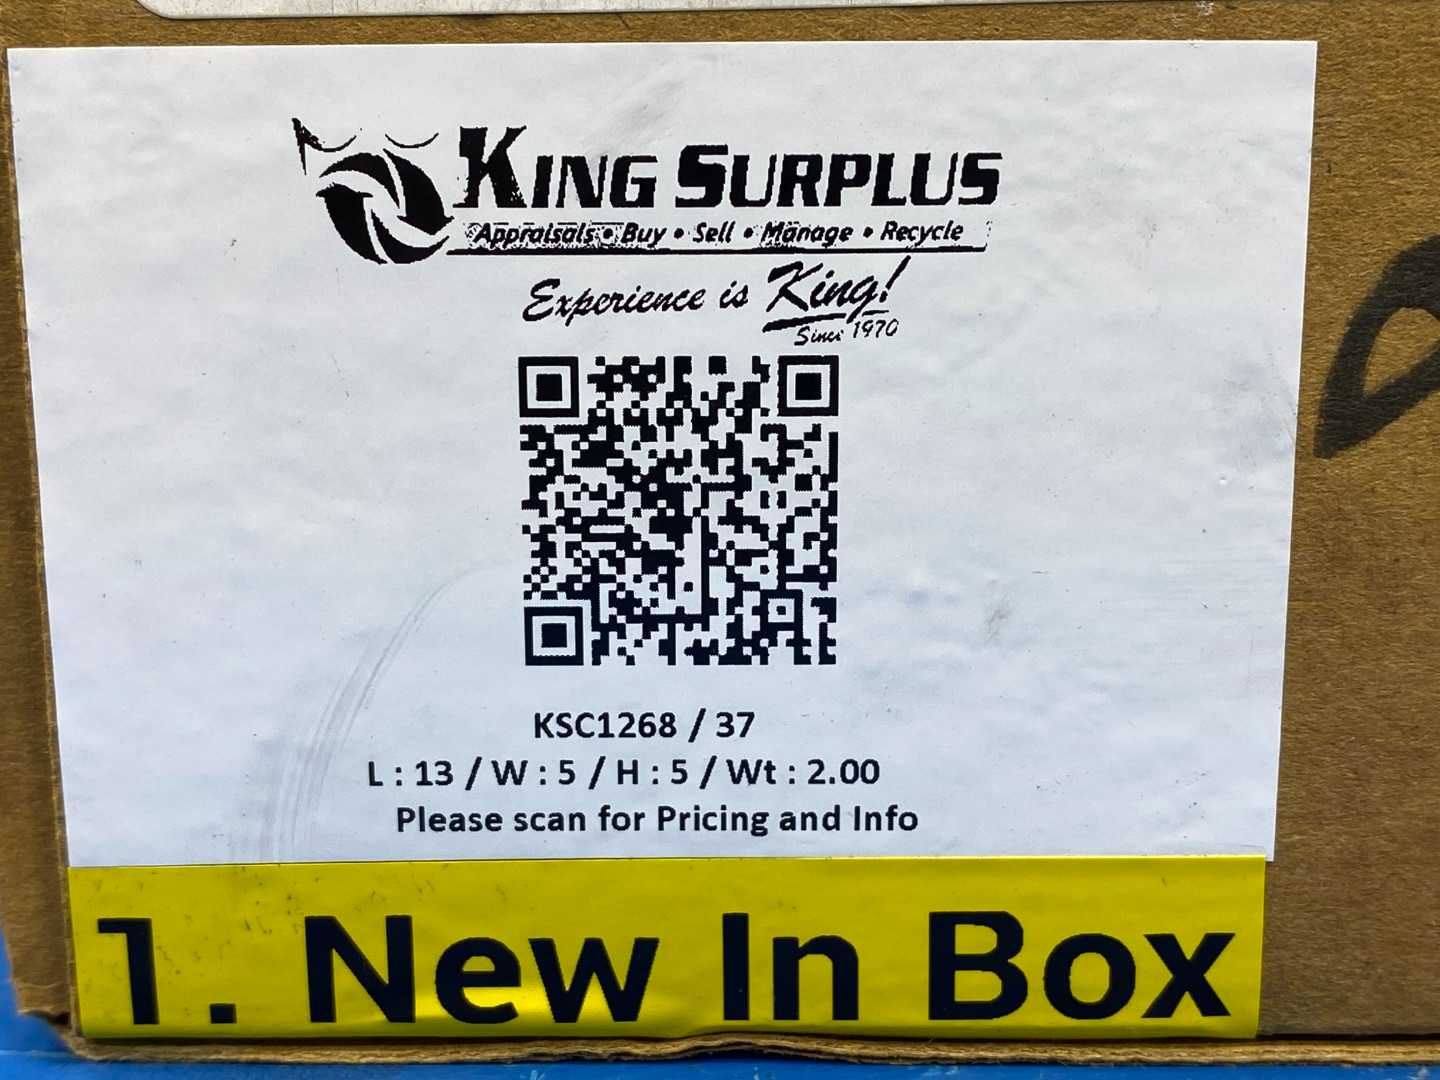 KING SURPLUS
Appraisals • Buy • Sell • Manage • Recycle
Experience is King!
Since 1970
KSC1268 / 37
L : 13 / W : 5 / H : 5 / Wt : 2.00
Please scan for Pricing and Info
1. New In Box